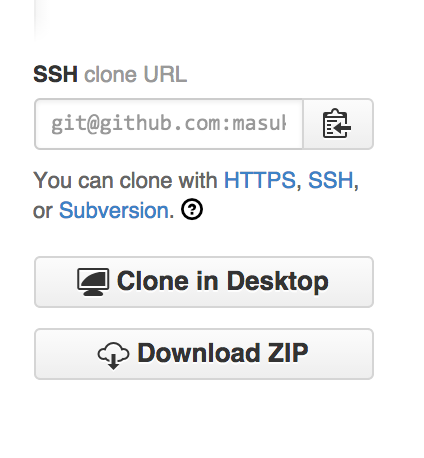 SSH clone URL
git@github.com:masul
You can clone with HTTPS, SSH,
or Subversion. ?
Clone in Desktop
Download ZIP